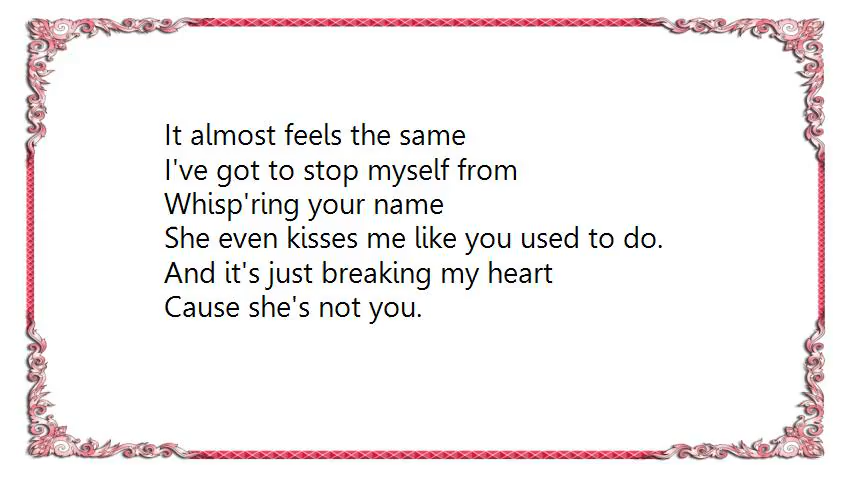 It almost feels the same
I've got to stop myself from
Whisp'ring your name
She even kisses me like you used to do.
And it's just breaking my heart
Cause she's not you.